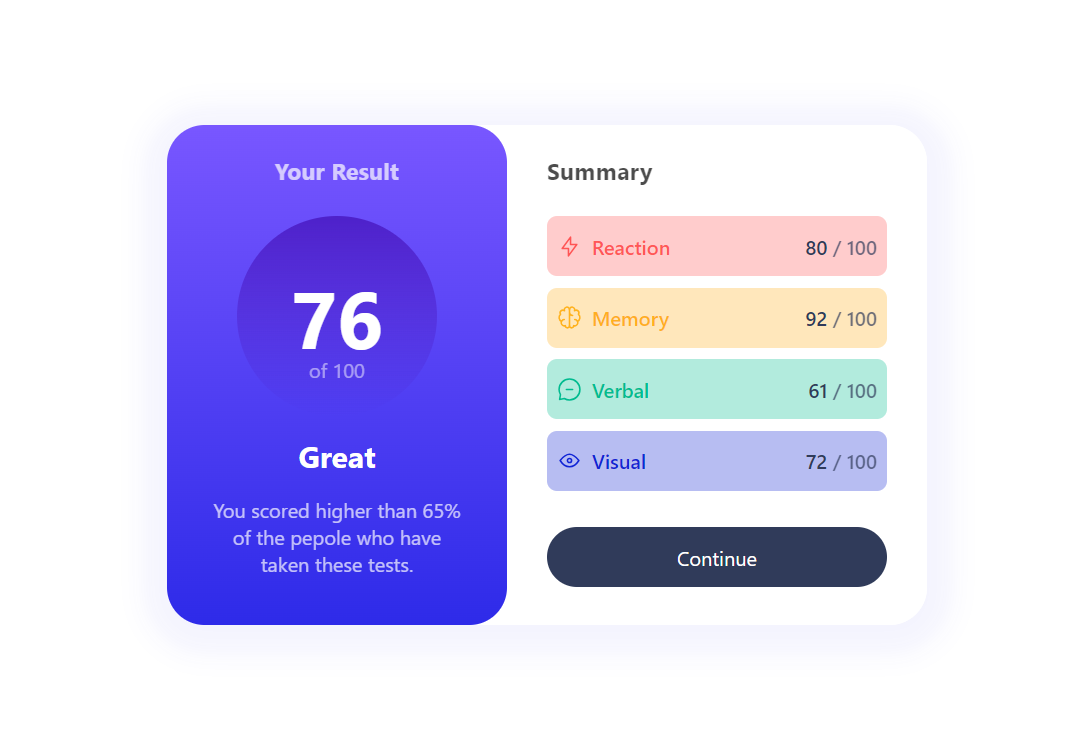 Your Result
76
of 100
Great
You scored higher than 65%
of the pepole who have
taken these tests.
Summary
Reaction 80 / 100
Memory 92 / 100
Verbal 61 / 100
Visual 72 / 100
Continue